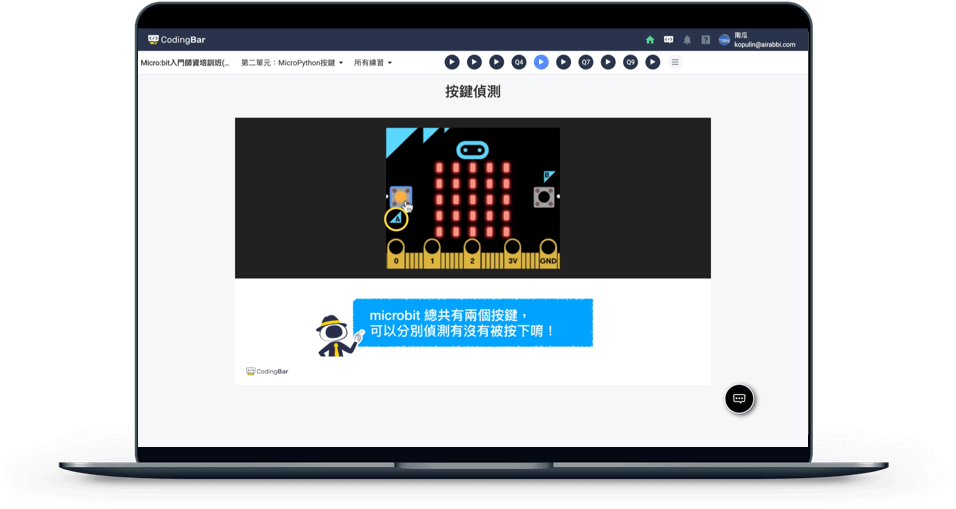 CodingBar
南瓜
kopulin@airabbi.com
Micro:bit入門師資培訓班(... 第二單元：MicroPython按鍵 所有練習 Q4 Q7 Q9
按鍵偵測
B
A
0 1 2 3V GND
microbit 總共有兩個按鍵，
可以分別偵測有沒有被按下唷！
CodingBar